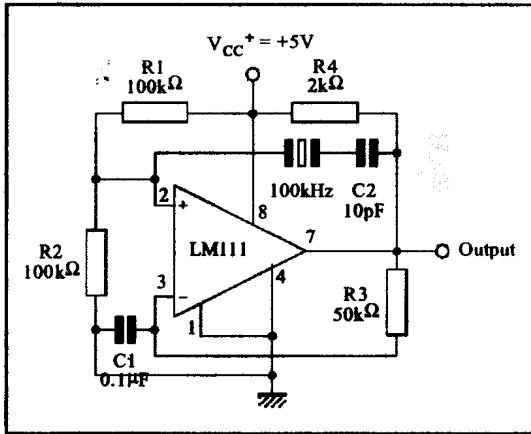 V_CC⁺ = +5V
R1
100kΩ
R4
2kΩ
2
+
100kHz
C2
10pF
8
R2
100kΩ
LM111
7
Output
3
−
4
R3
50kΩ
1
C1
0.1µF